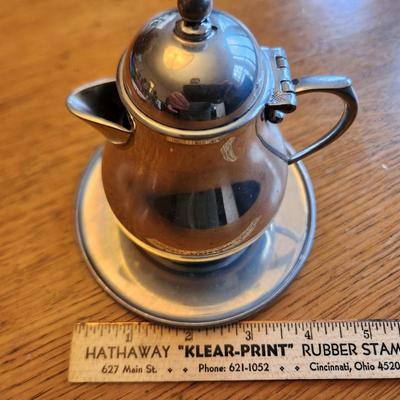 1 2 3 4 5
HATHAWAY "KLEAR-PRINT" RUBBER STAM
627 Main St. · Phone: 621-1052 · Cincinnati, Ohio 4520